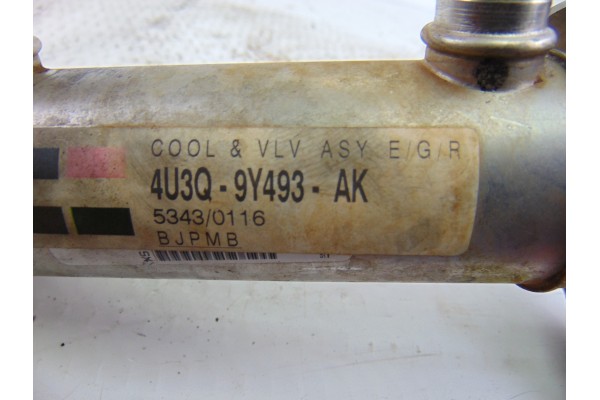 COOL & VLV ASY E/G/R
4U3Q - 9Y493 - AK
5343/0116
BJPMB